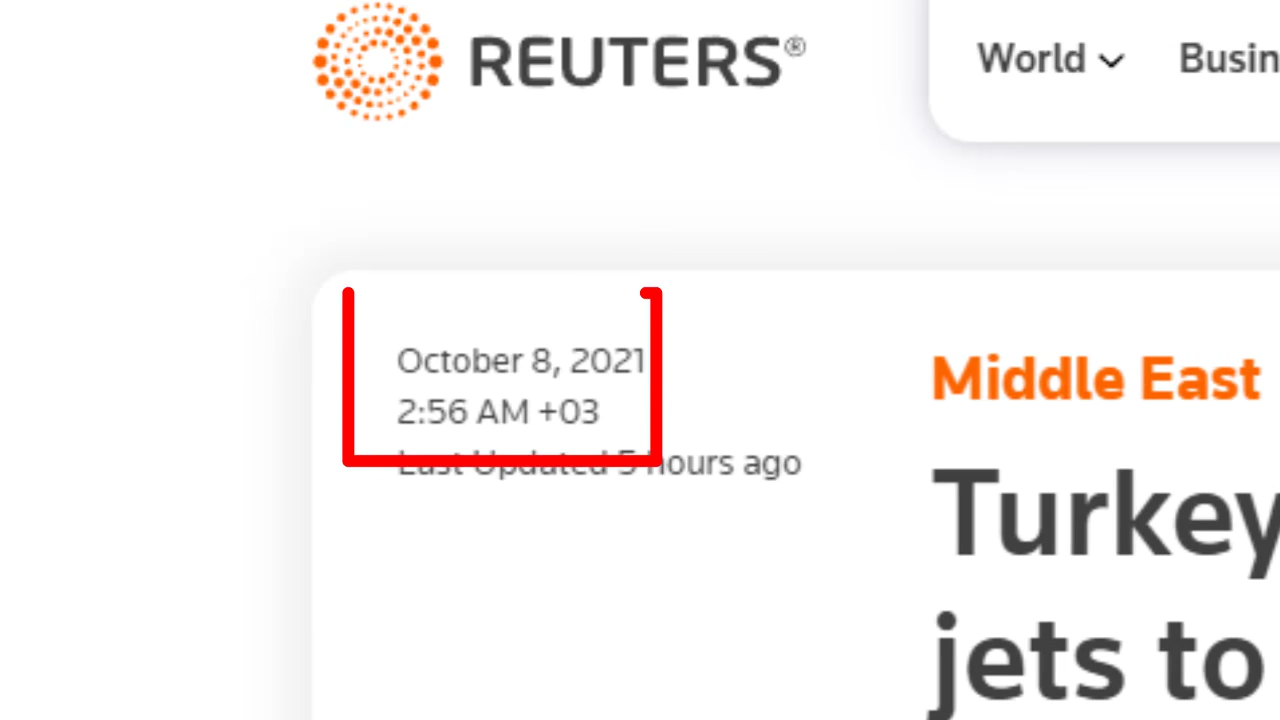 REUTERS®
World
Busin
October 8, 2021
2:56 AM +03
Last Updated 5 hours ago
Middle East
Turkey
jets to